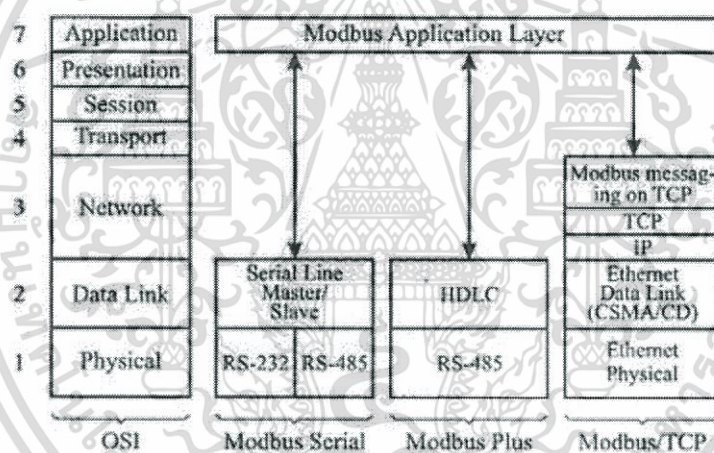 7 Application
Modbus Application Layer
6 Presentation
5 Session
4 Transport
3 Network
Modbus messag-
ing on TCP
TCP
IP
2 Data Link
Serial Line
Master/
Slave
HDLC
Ethernet
Data Link
(CSMA/CD)
1 Physical
RS-232 RS-485
RS-485
Ethernet
Physical
OSI
Modbus Serial
Modbus Plus
Modbus/TCP